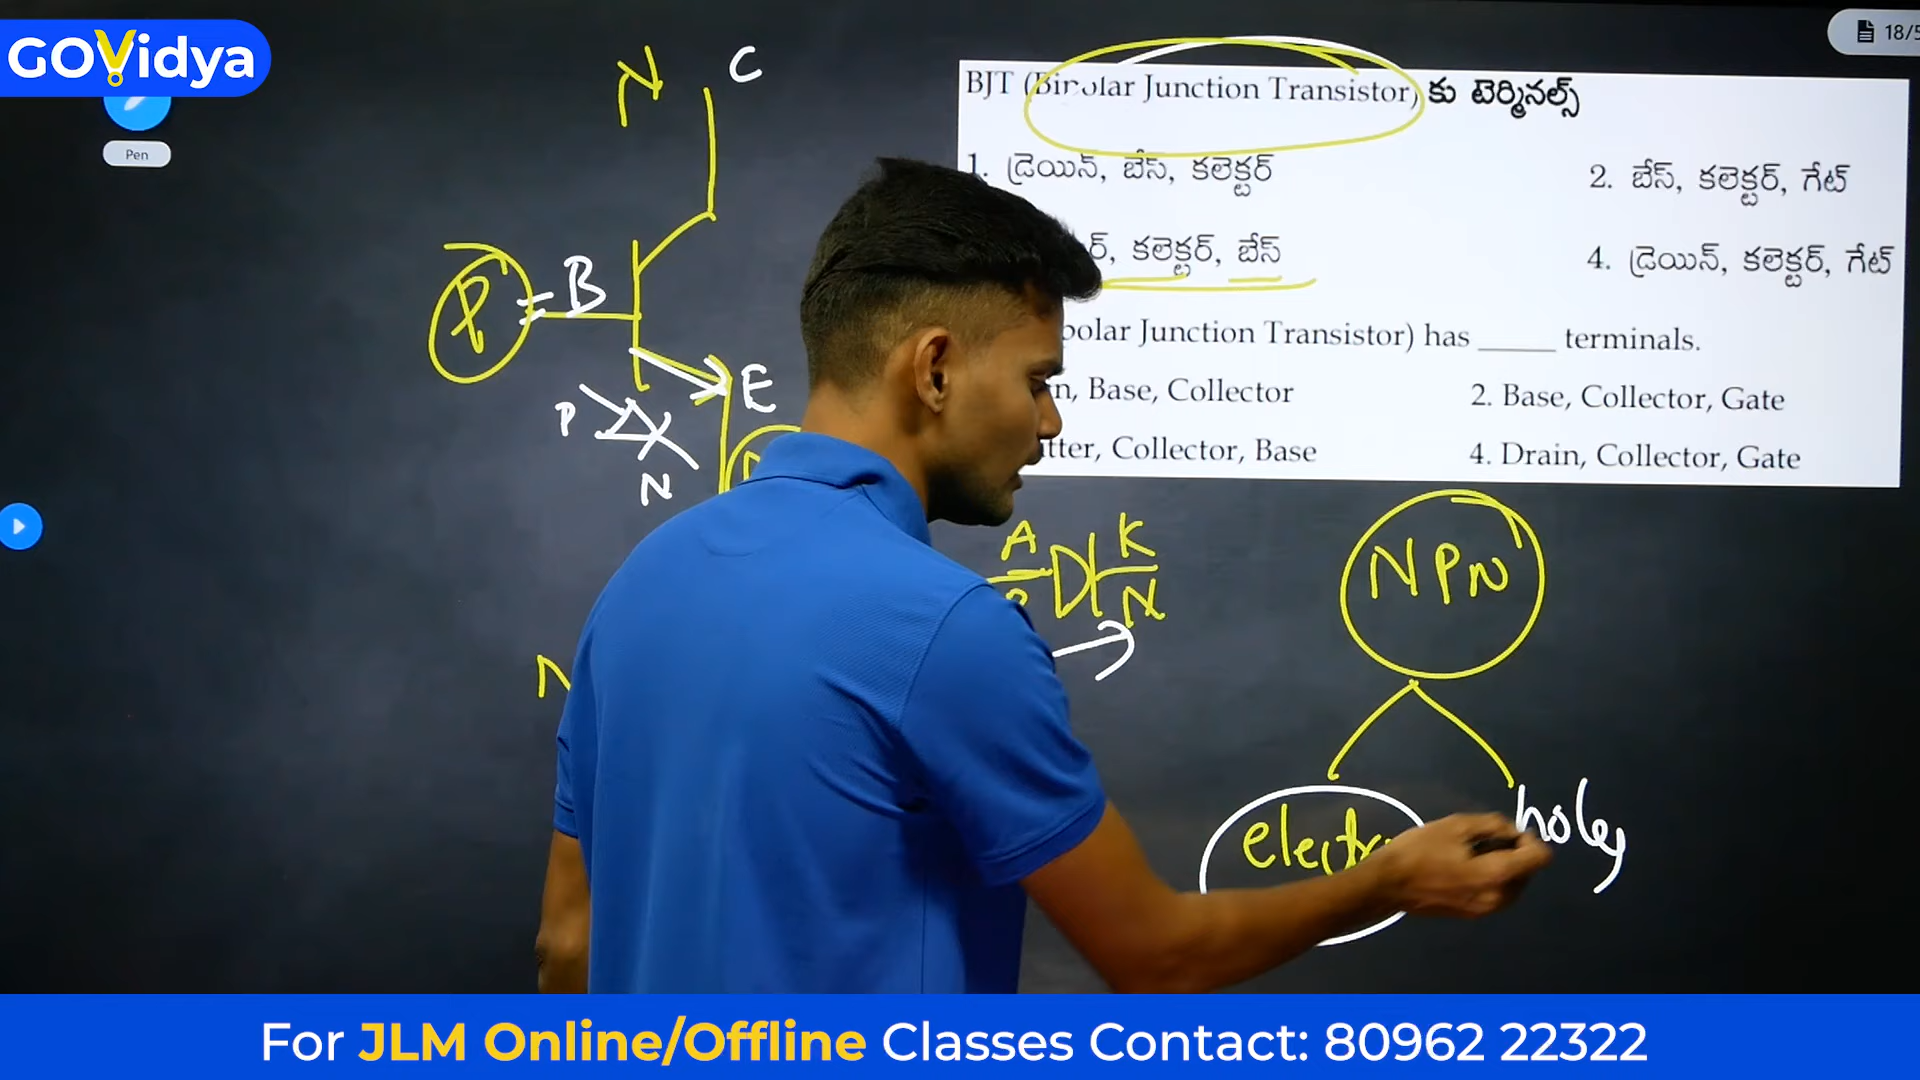 GOVidya
Pen
18/5
BJT (Bipolar Junction Transistor) కు టెర్మినల్స్
1. డ్రెయిన్, బేస్, కలెక్టర్
2. బేస్, కలెక్టర్, గేట్
ర్, కలెక్టర్, బేస్
4. డ్రెయిన్, కలెక్టర్, గేట్
polar Junction Transistor) has _____ terminals.
n, Base, Collector
2. Base, Collector, Gate
tter, Collector, Base
4. Drain, Collector, Gate
N C
P B
E
P
N
A K
N
NPN
electr
holes
N
For JLM Online/Offline Classes Contact: 80962 22322